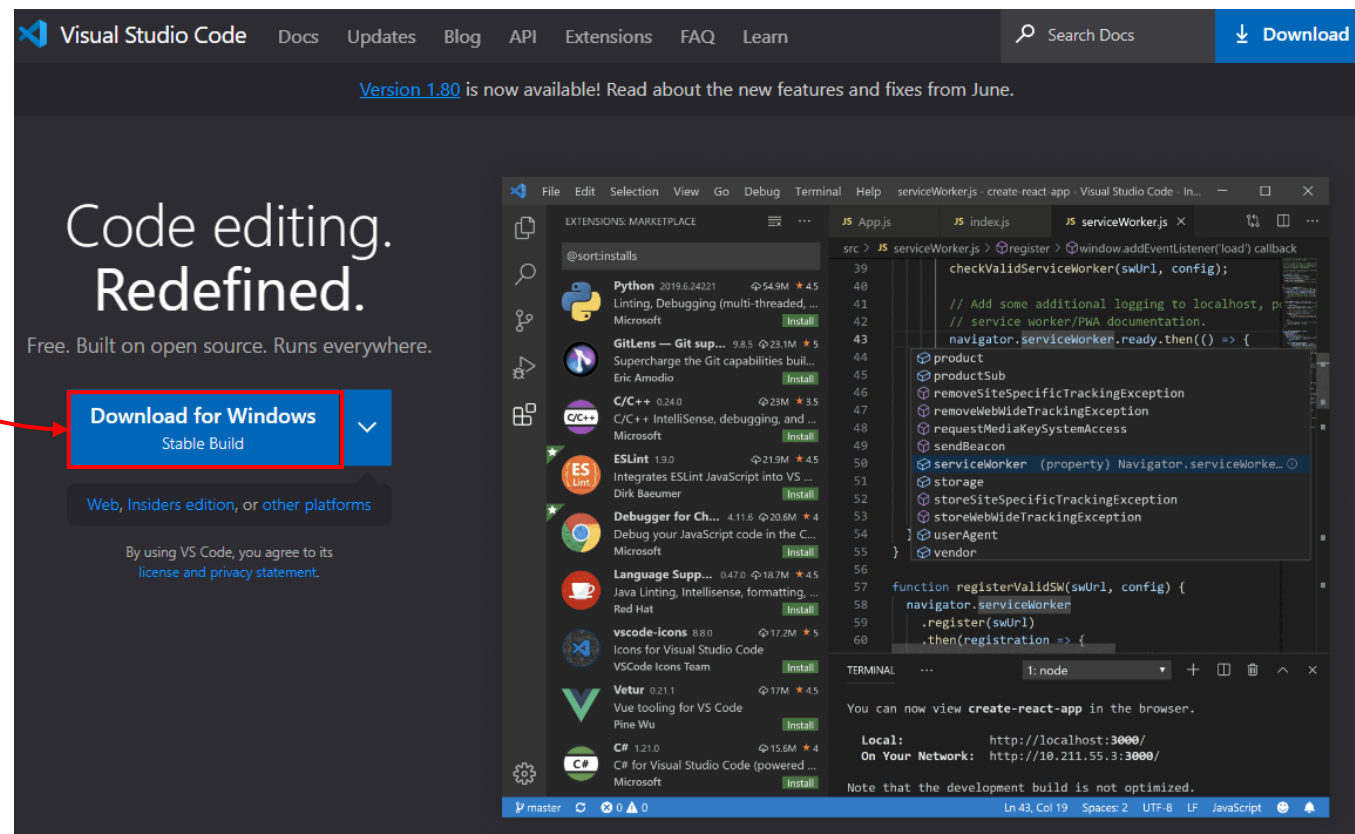 Visual Studio Code Docs Updates Blog API Extensions FAQ Learn Search Docs Download
Version 1.80 is now available! Read about the new features and fixes from June.
Code editing.
Redefined.
Free. Built on open source. Runs everywhere.
Download for Windows
Stable Build
Web, Insiders edition, or other platforms
By using VS Code, you agree to its
license and privacy statement.
File Edit Selection View Go Debug Terminal Help serviceWorker.js - create-react-app - Visual Studio Code - In...
EXTENSIONS: MARKETPLACE
@sort:installs
Python 2019.6.24221 54.9M ★ 4.5
Linting, Debugging (multi-threaded, ...
Microsoft Install
GitLens — Git sup... 9.8.5 23.1M ★ 5
Supercharge the Git capabilities buil...
Eric Amodio Install
C/C++
C/C++ 0.24.0 23M ★ 3.5
C/C++ IntelliSense, debugging, and ...
Microsoft Install
ES
Lint
ESLint 1.9.0 21.9M ★ 4.5
Integrates ESLint JavaScript into VS ...
Dirk Baeumer Install
Debugger for Ch... 4.11.6 20.6M ★ 4
Debug your JavaScript code in the C...
Microsoft Install
Language Supp... 0.47.0 18.7M ★ 4.5
Java Linting, Intellisense, formatting, ...
Red Hat Install
vscode-icons 8.8.0 17.2M ★ 5
Icons for Visual Studio Code
VSCode Icons Team Install
Vetur 0.21.1 17M ★ 4.5
Vue tooling for VS Code
Pine Wu Install
C#
C# 1.21.0 15.6M ★ 4
C# for Visual Studio Code (powered ...
Microsoft Install
JS App.js JS index.js JS serviceWorker.js
src > JS serviceWorker.js > register > window.addEventListener('load') callback
39 checkValidServiceWorker(swUrl, config);
40
41 // Add some additional logging to localhost, p
42 // service worker/PWA documentation.
43 navigator.serviceWorker.ready.then(() => {
44 product
45 productSub
46 removeSiteSpecificTrackingException
47 removeWebWideTrackingException
48 requestMediaKeySystemAccess
49 sendBeacon
50 serviceWorker (property) Navigator.serviceWorke...
51 storage
52 storeSiteSpecificTrackingException
53 storeWebWideTrackingException
54 } userAgent
55 } vendor
56
57 function registerValidSW(swUrl, config) {
58 navigator.serviceWorker
59 .register(swUrl)
60 .then(registration => {
TERMINAL ... 1: node
You can now view create-react-app in the browser.
Local: http://localhost:3000/
On Your Network: http://10.211.55.3:3000/
Note that the development build is not optimized.
master 0 0 Ln 43, Col 19 Spaces: 2 UTF-8 LF JavaScript